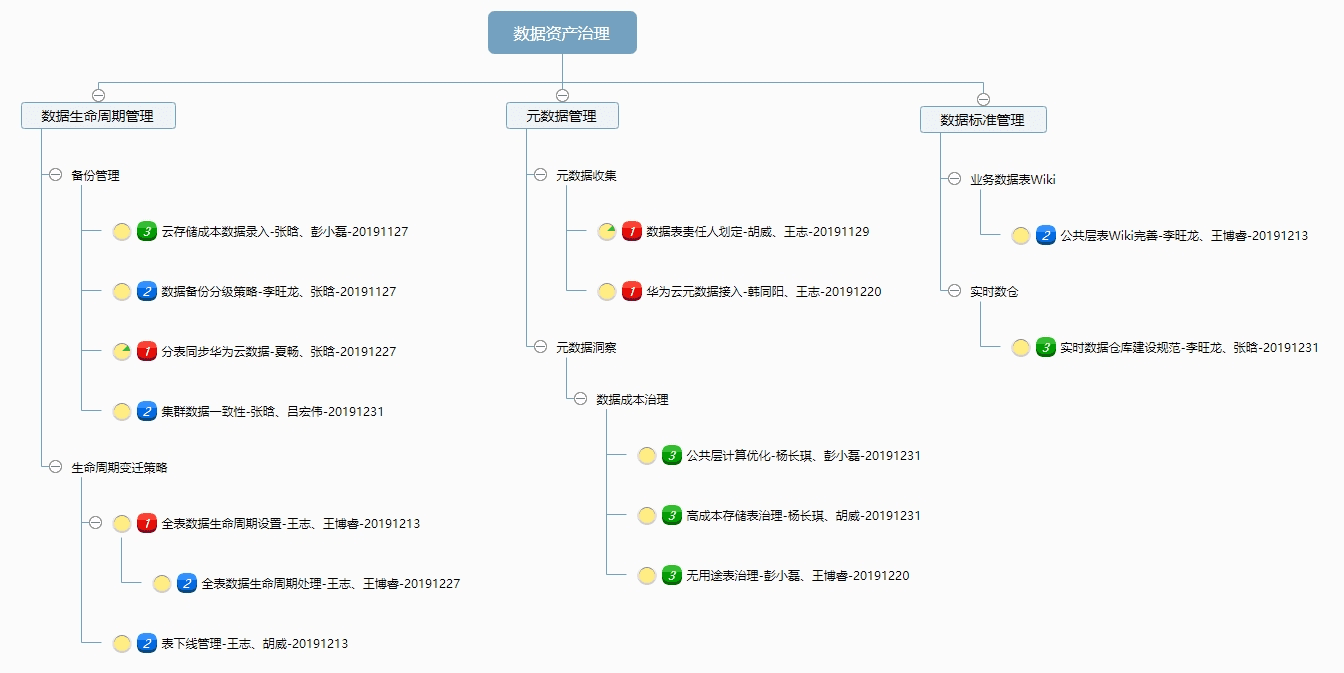 数据资产治理
数据生命周期管理
备份管理
3 云存储成本数据录入-张晗、彭小磊-20191127
2 数据备份分级策略-李旺龙、张晗-20191127
1 分表同步华为云数据-夏畅、张晗-20191227
2 集群数据一致性-张晗、吕宏伟-20191231
生命周期变迁策略
1 全表数据生命周期设置-王志、王博睿-20191213
2 全表数据生命周期处理-王志、王博睿-20191227
2 表下线管理-王志、胡威-20191213
元数据管理
元数据收集
1 数据表责任人划定-胡威、王志-20191129
1 华为云元数据接入-韩同阳、王志-20191220
元数据洞察
数据成本治理
3 公共层计算优化-杨长琪、彭小磊-20191231
3 高成本存储表治理-杨长琪、胡威-20191231
3 无用途表治理-彭小磊、王博睿-20191220
数据标准管理
业务数据表Wiki
2 公共层表Wiki完善-李旺龙、王博睿-20191213
实时数仓
3 实时数据仓库建设规范-李旺龙、张晗-20191231